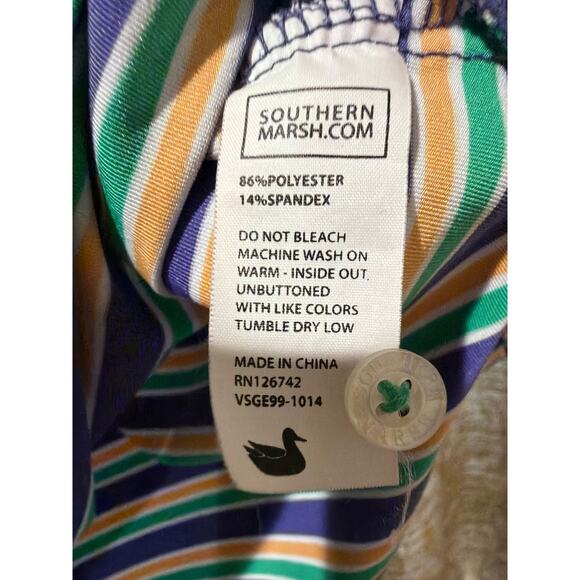 SOUTHERN
MARSH.COM
86%POLYESTER
14%SPANDEX
DO NOT BLEACH
MACHINE WASH ON
WARM - INSIDE OUT,
UNBUTTONED
WITH LIKE COLORS
TUMBLE DRY LOW
MADE IN CHINA
RN126742
VSGE99-1014